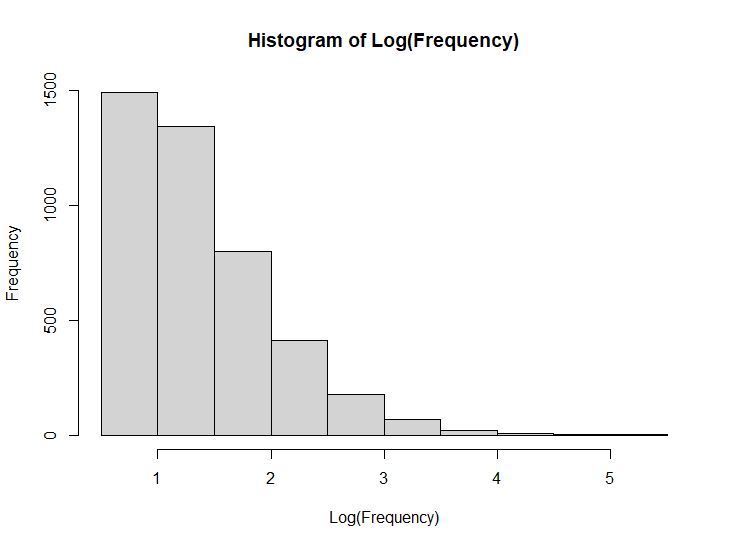 Histogram of Log(Frequency)
Frequency
1500
1000
500
0
1 2 3 4 5
Log(Frequency)